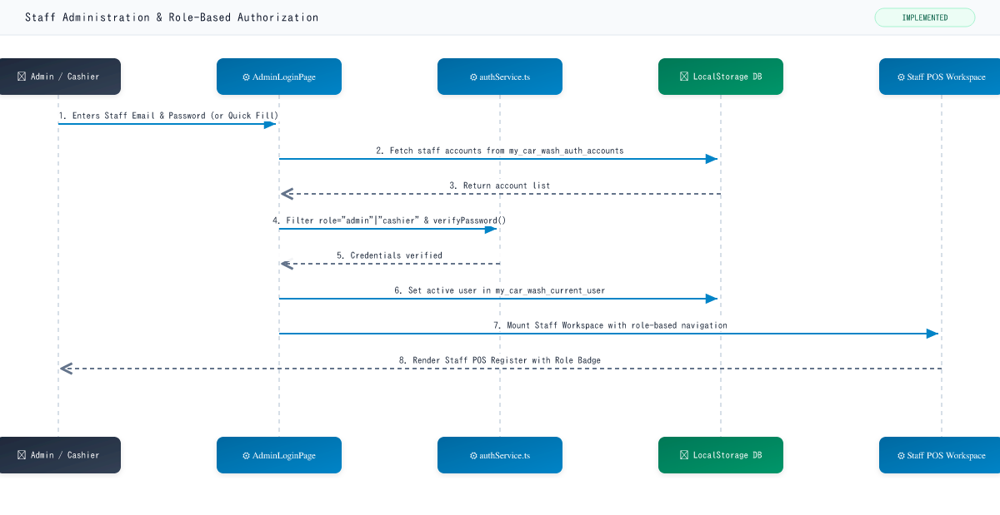 Staff Administration & Role-Based Authorization
IMPLEMENTED
Admin / Cashier
⚙ AdminLoginPage
⚙ authService.ts
LocalStorage DB
⚙ Staff POS Workspace
1. Enters Staff Email & Password (or Quick Fill)
2. Fetch staff accounts from my_car_wash_auth_accounts
3. Return account list
4. Filter role="admin"|"cashier" & verifyPassword()
5. Credentials verified
6. Set active user in my_car_wash_current_user
7. Mount Staff Workspace with role-based navigation
8. Render Staff POS Register with Role Badge
Admin / Cashier
⚙ AdminLoginPage
⚙ authService.ts
LocalStorage DB
⚙ Staff POS Workspace